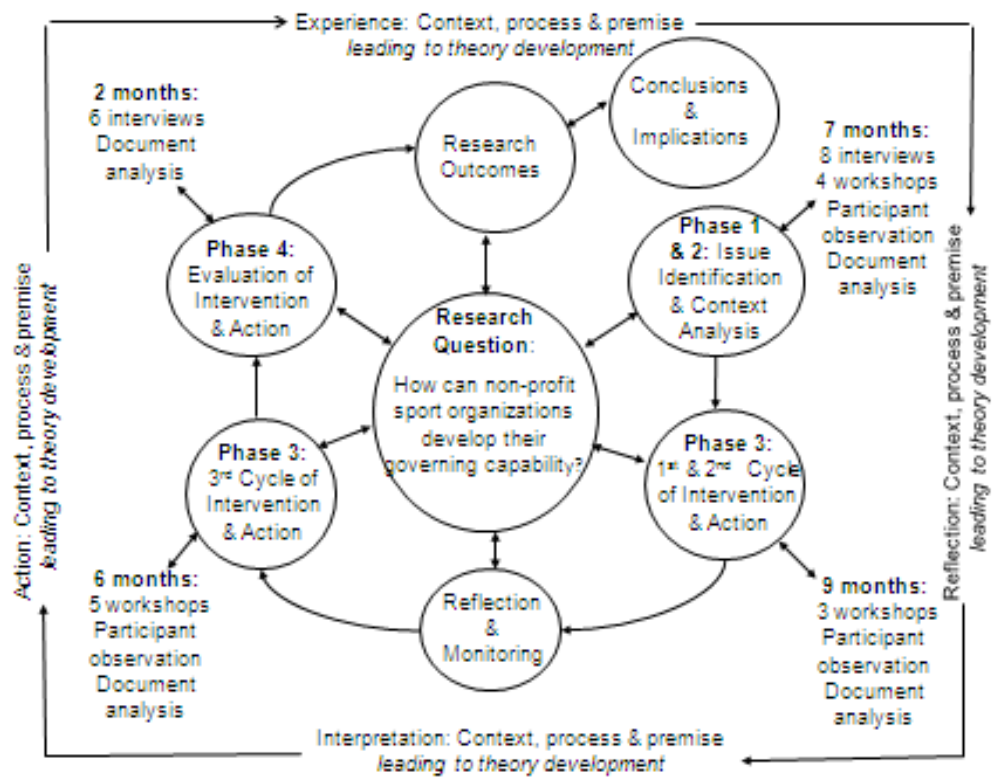 Experience: Context, process & premise
leading to theory development
2 months:
6 interviews
Document
analysis
Research
Outcomes
Conclusions
&
Implications
7 months:
8 interviews
4 workshops
Participant
observation
Document
analysis
Phase 4:
Evaluation of
Intervention
& Action
Phase 1
& 2: Issue
Identification
& Context
Analysis
Research
Question:
How can non-profit
sport organizations
develop their
governing capability?
Phase 3:
3rd Cycle of
Intervention
& Action
Phase 3:
1st & 2nd Cycle
of Intervention
& Action
6 months:
5 workshops
Participant
observation
Document
analysis
Reflection
&
Monitoring
9 months:
3 workshops
Participant
observation
Document
analysis
Action: Context, process & premise
leading to theory development
Reflection: Context, process & premise
leading to theory development
Interpretation: Context, process & premise
leading to theory development